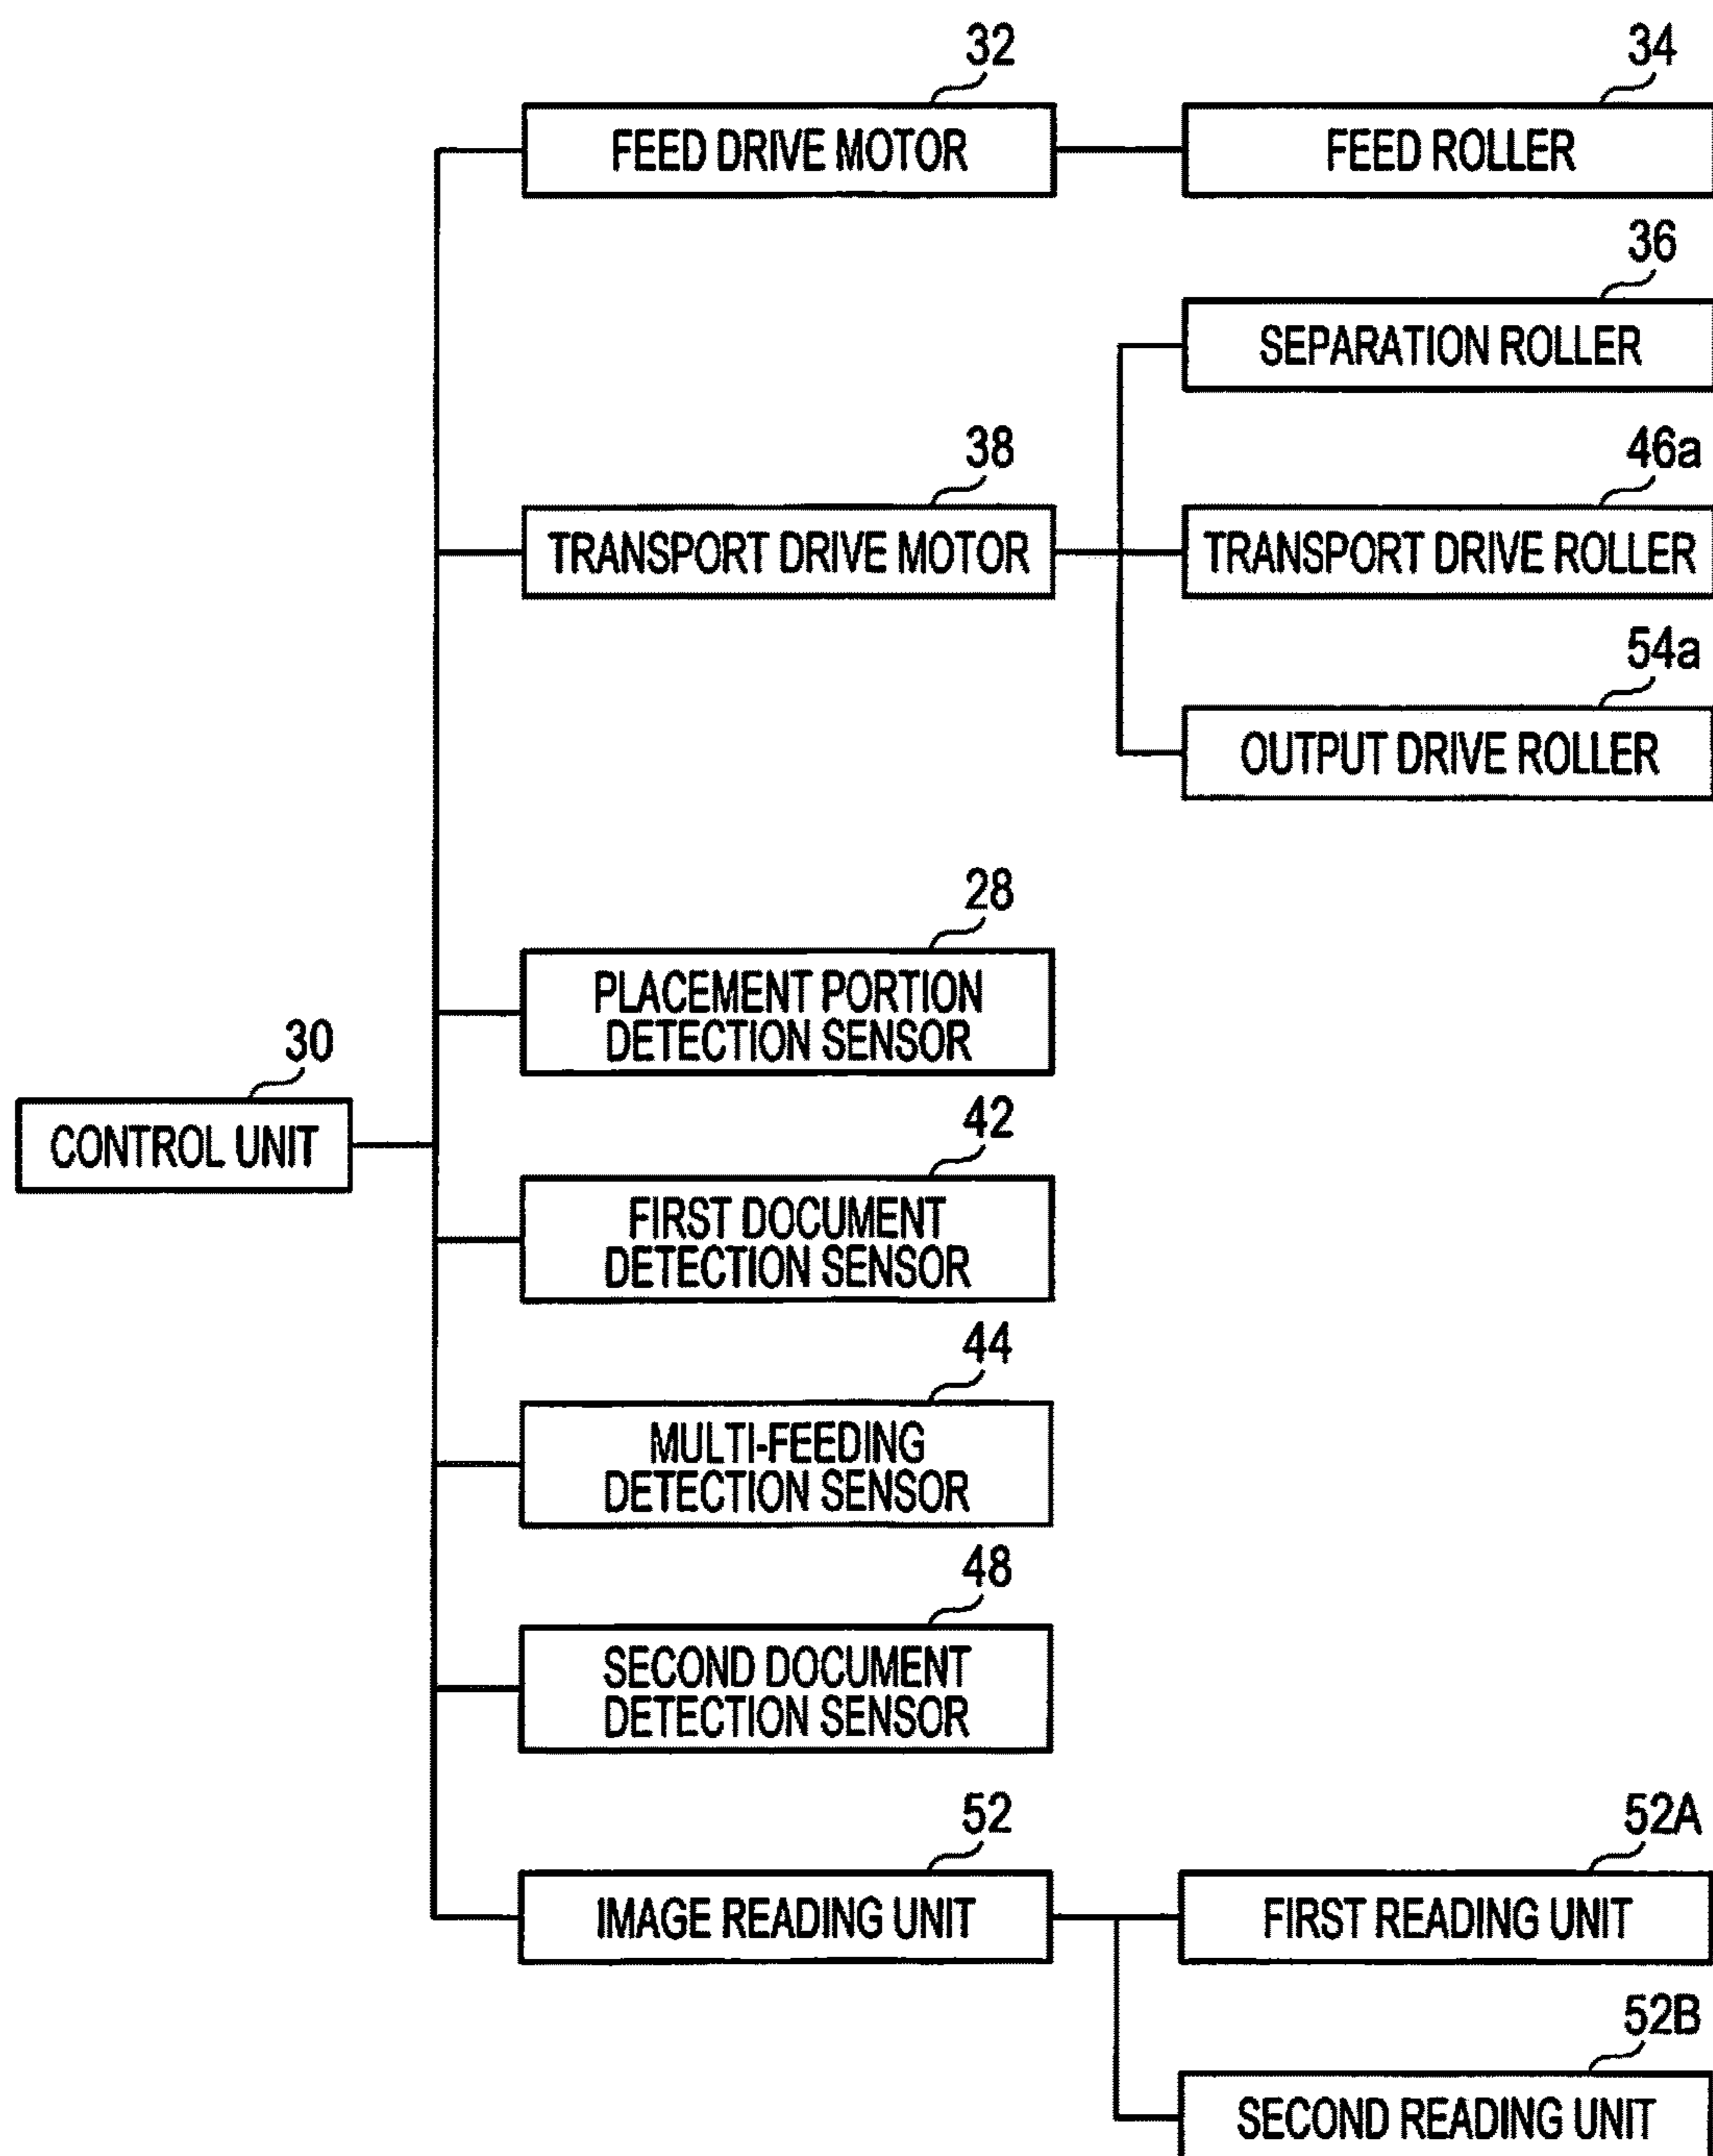 32
FEED DRIVE MOTOR
34
FEED ROLLER
36
SEPARATION ROLLER
38
TRANSPORT DRIVE MOTOR
46a
TRANSPORT DRIVE ROLLER
54a
OUTPUT DRIVE ROLLER
28
PLACEMENT PORTION
DETECTION SENSOR
30
CONTROL UNIT
42
FIRST DOCUMENT
DETECTION SENSOR
44
MULTI-FEEDING
DETECTION SENSOR
48
SECOND DOCUMENT
DETECTION SENSOR
52
IMAGE READING UNIT
52A
FIRST READING UNIT
52B
SECOND READING UNIT